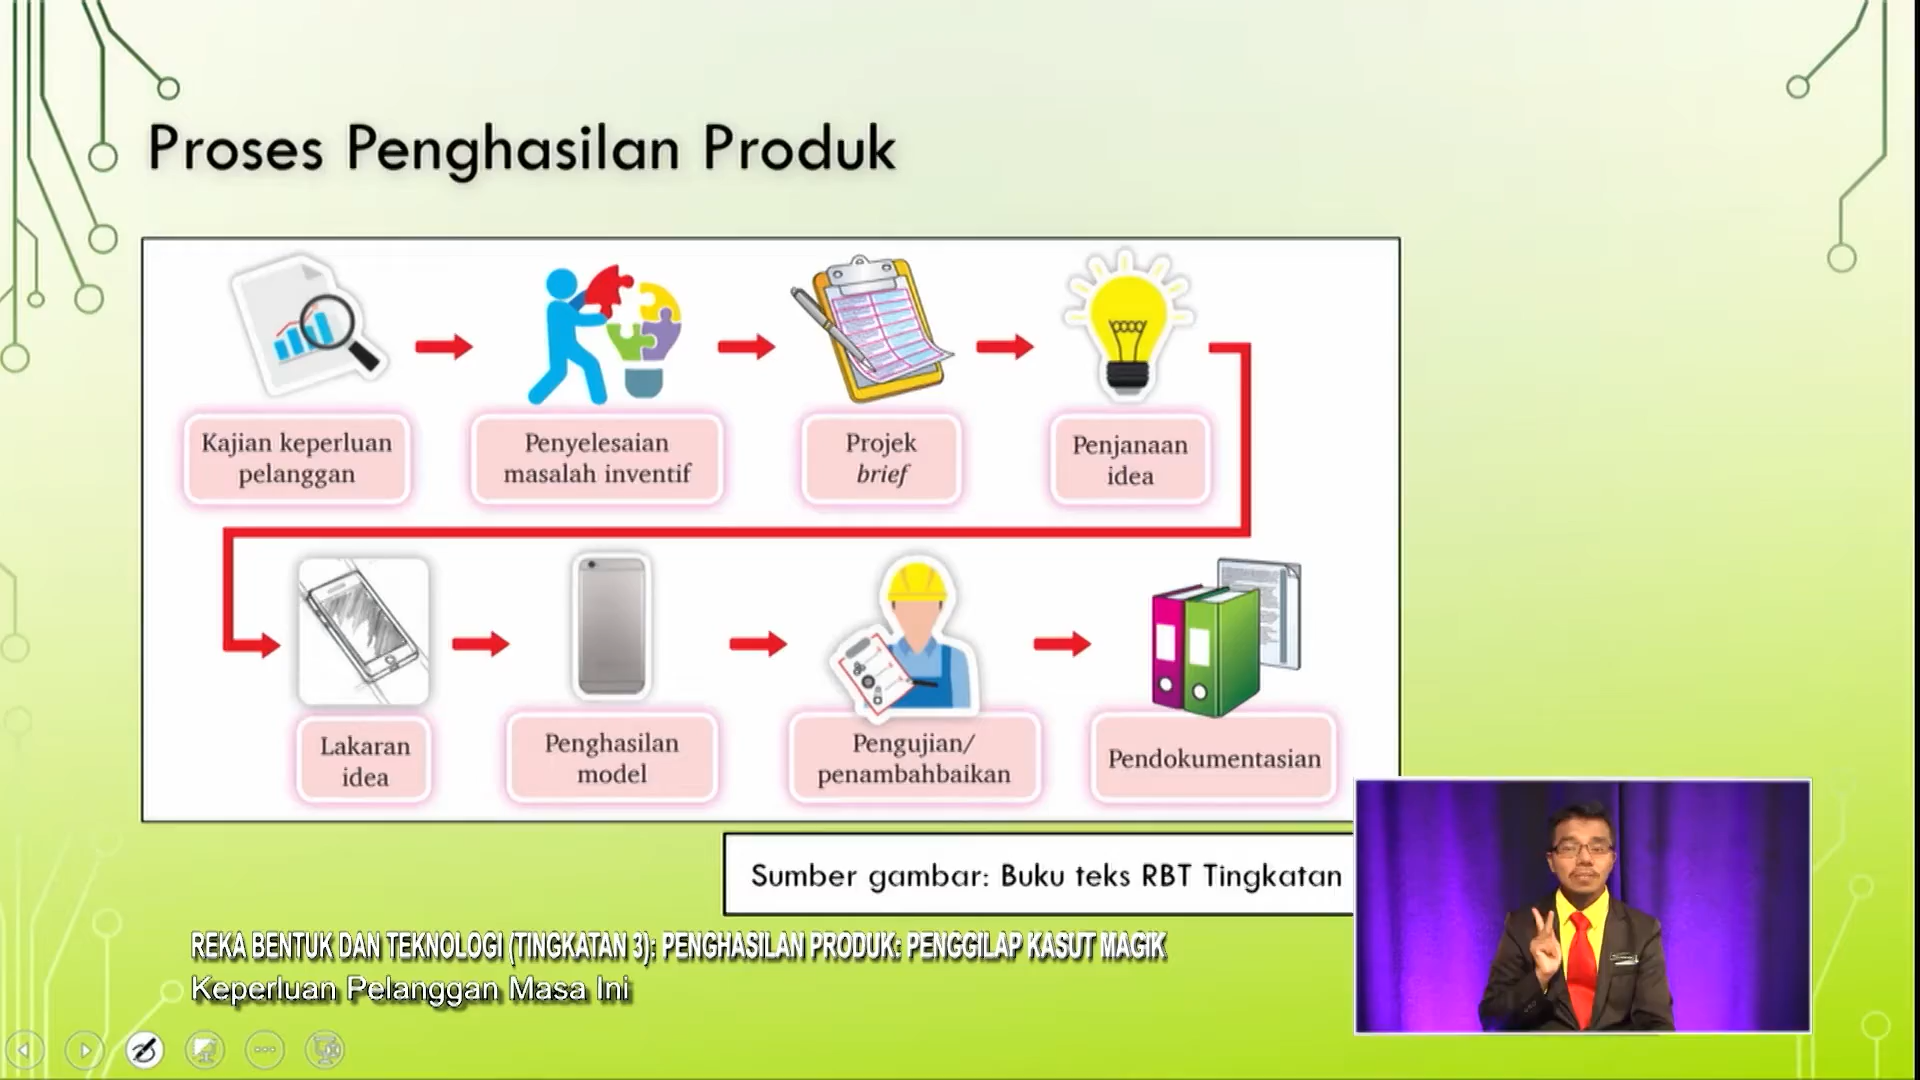 Proses Penghasilan Produk
Kajian keperluan
pelanggan
Penyelesaian
masalah inventif
Projek
brief
Penjanaan
idea
Lakaran
idea
Penghasilan
model
Pengujian/
penambahbaikan
Pendokumentasian
Sumber gambar: Buku teks RBT Tingkatan
REKA BENTUK DAN TEKNOLOGI (TINGKATAN 3): PENGHASILAN PRODUK: PENGGILAP KASUT MAGIK
Keperluan Pelanggan Masa Ini